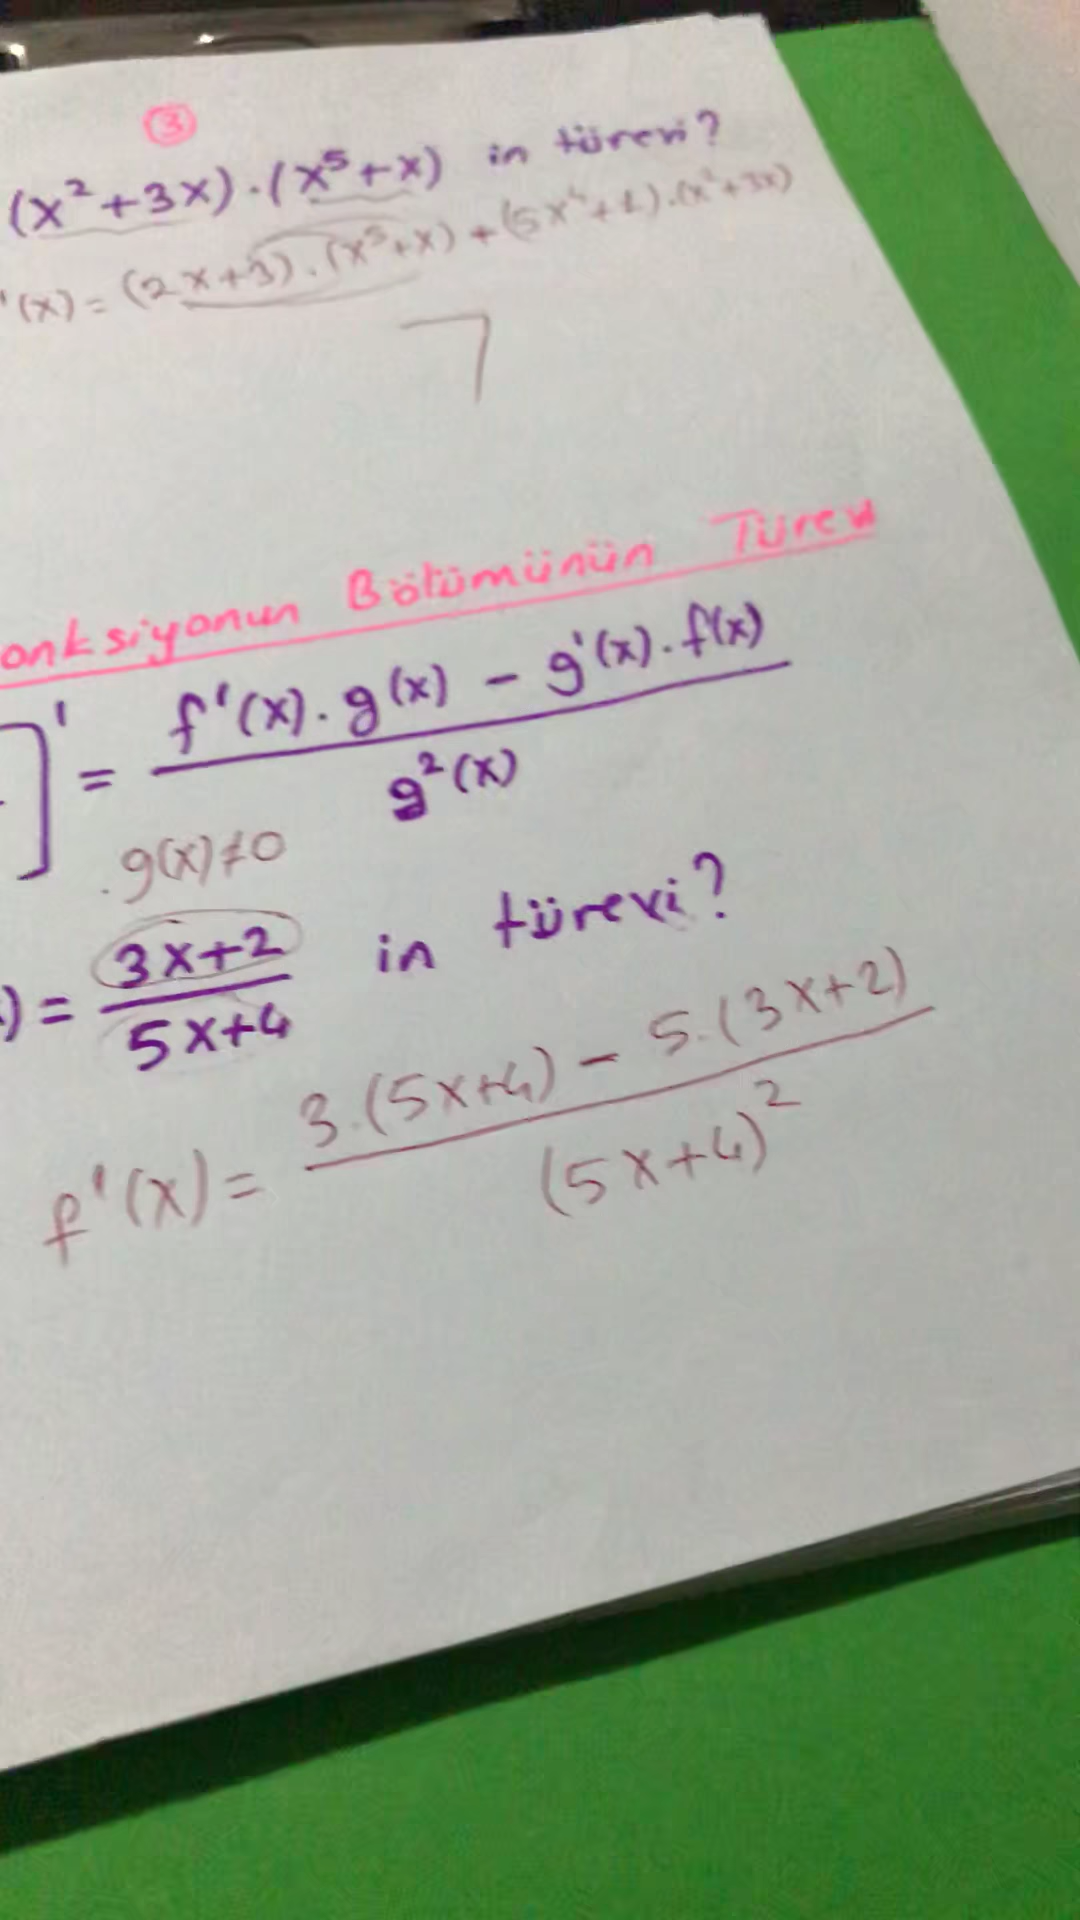 3
(x²+3x).(x⁵+x) in türevi?
'(x)=(2x+3).(x⁵+x)+(5x⁴+1).(x²+3x)
onksiyonun Bölümünün Türevi
]' = f'(x).g(x) - g'(x).f(x) / g²(x)
.g(x)≠0
)= 3x+2 / 5x+4 in türevi?
f'(x)= 3.(5x+4) - 5.(3x+2) / (5x+4)²